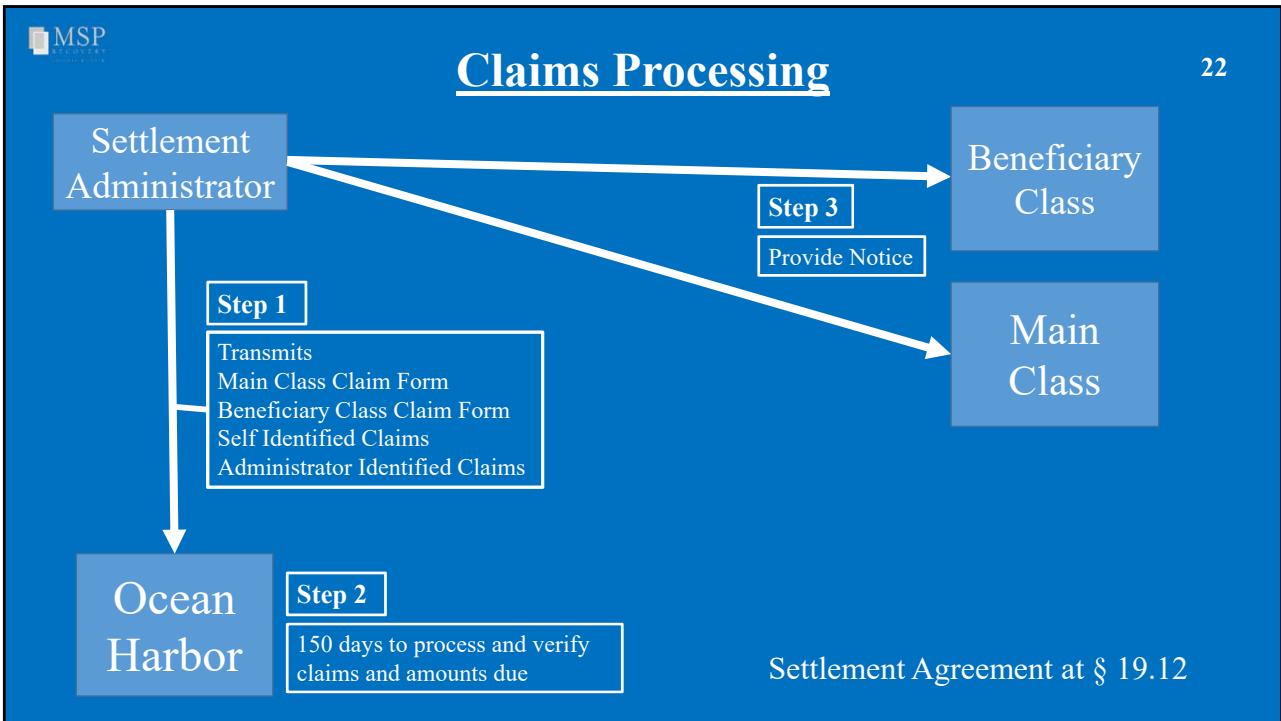 MSP
RECOVERY
Claims Processing
22
Settlement
Administrator
Beneficiary
Class
Step 3
Provide Notice
Main
Class
Step 1
Transmits
Main Class Claim Form
Beneficiary Class Claim Form
Self Identified Claims
Administrator Identified Claims
Ocean
Harbor
Step 2
150 days to process and verify
claims and amounts due
Settlement Agreement at § 19.12